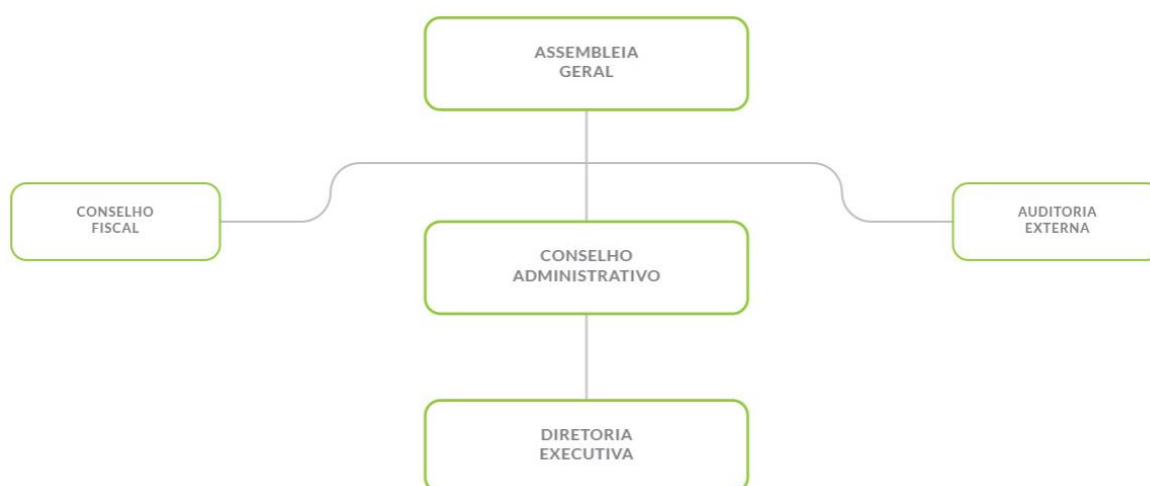 ASSEMBLEIA
GERAL
CONSELHO
FISCAL
AUDITORIA
EXTERNA
CONSELHO
ADMINISTRATIVO
DIRETORIA
EXECUTIVA